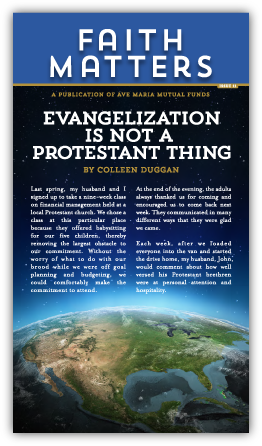 FAITH
MATTERS
A PUBLICATION OF AVE MARIA MUTUAL FUNDS
EVANGELIZATION
IS NOT A
PROTESTANT THING
BY COLLEEN DUGGAN
Last spring, my husband and I
signed up to take a nine-week class
on financial management held at a
local Protestant church. We chose a
class at this particular place
because they offered babysitting
for our five children, thereby
removing the largest obstacle to
our commitment. Without the
worry of what to do with our
brood while we were off goal
planning and budgeting, we
could comfortably make the
commitment to attend.
At the end of the evening, the adults
always thanked us for coming and
encouraged us to come back next
week. They communicated in many
different ways that they were glad
we came.
Each week, after we loaded
everyone into the van and started
the drive home, my husband, John,
would comment about how well
versed his Protestant brethren
were at personal attention and
hospitality.